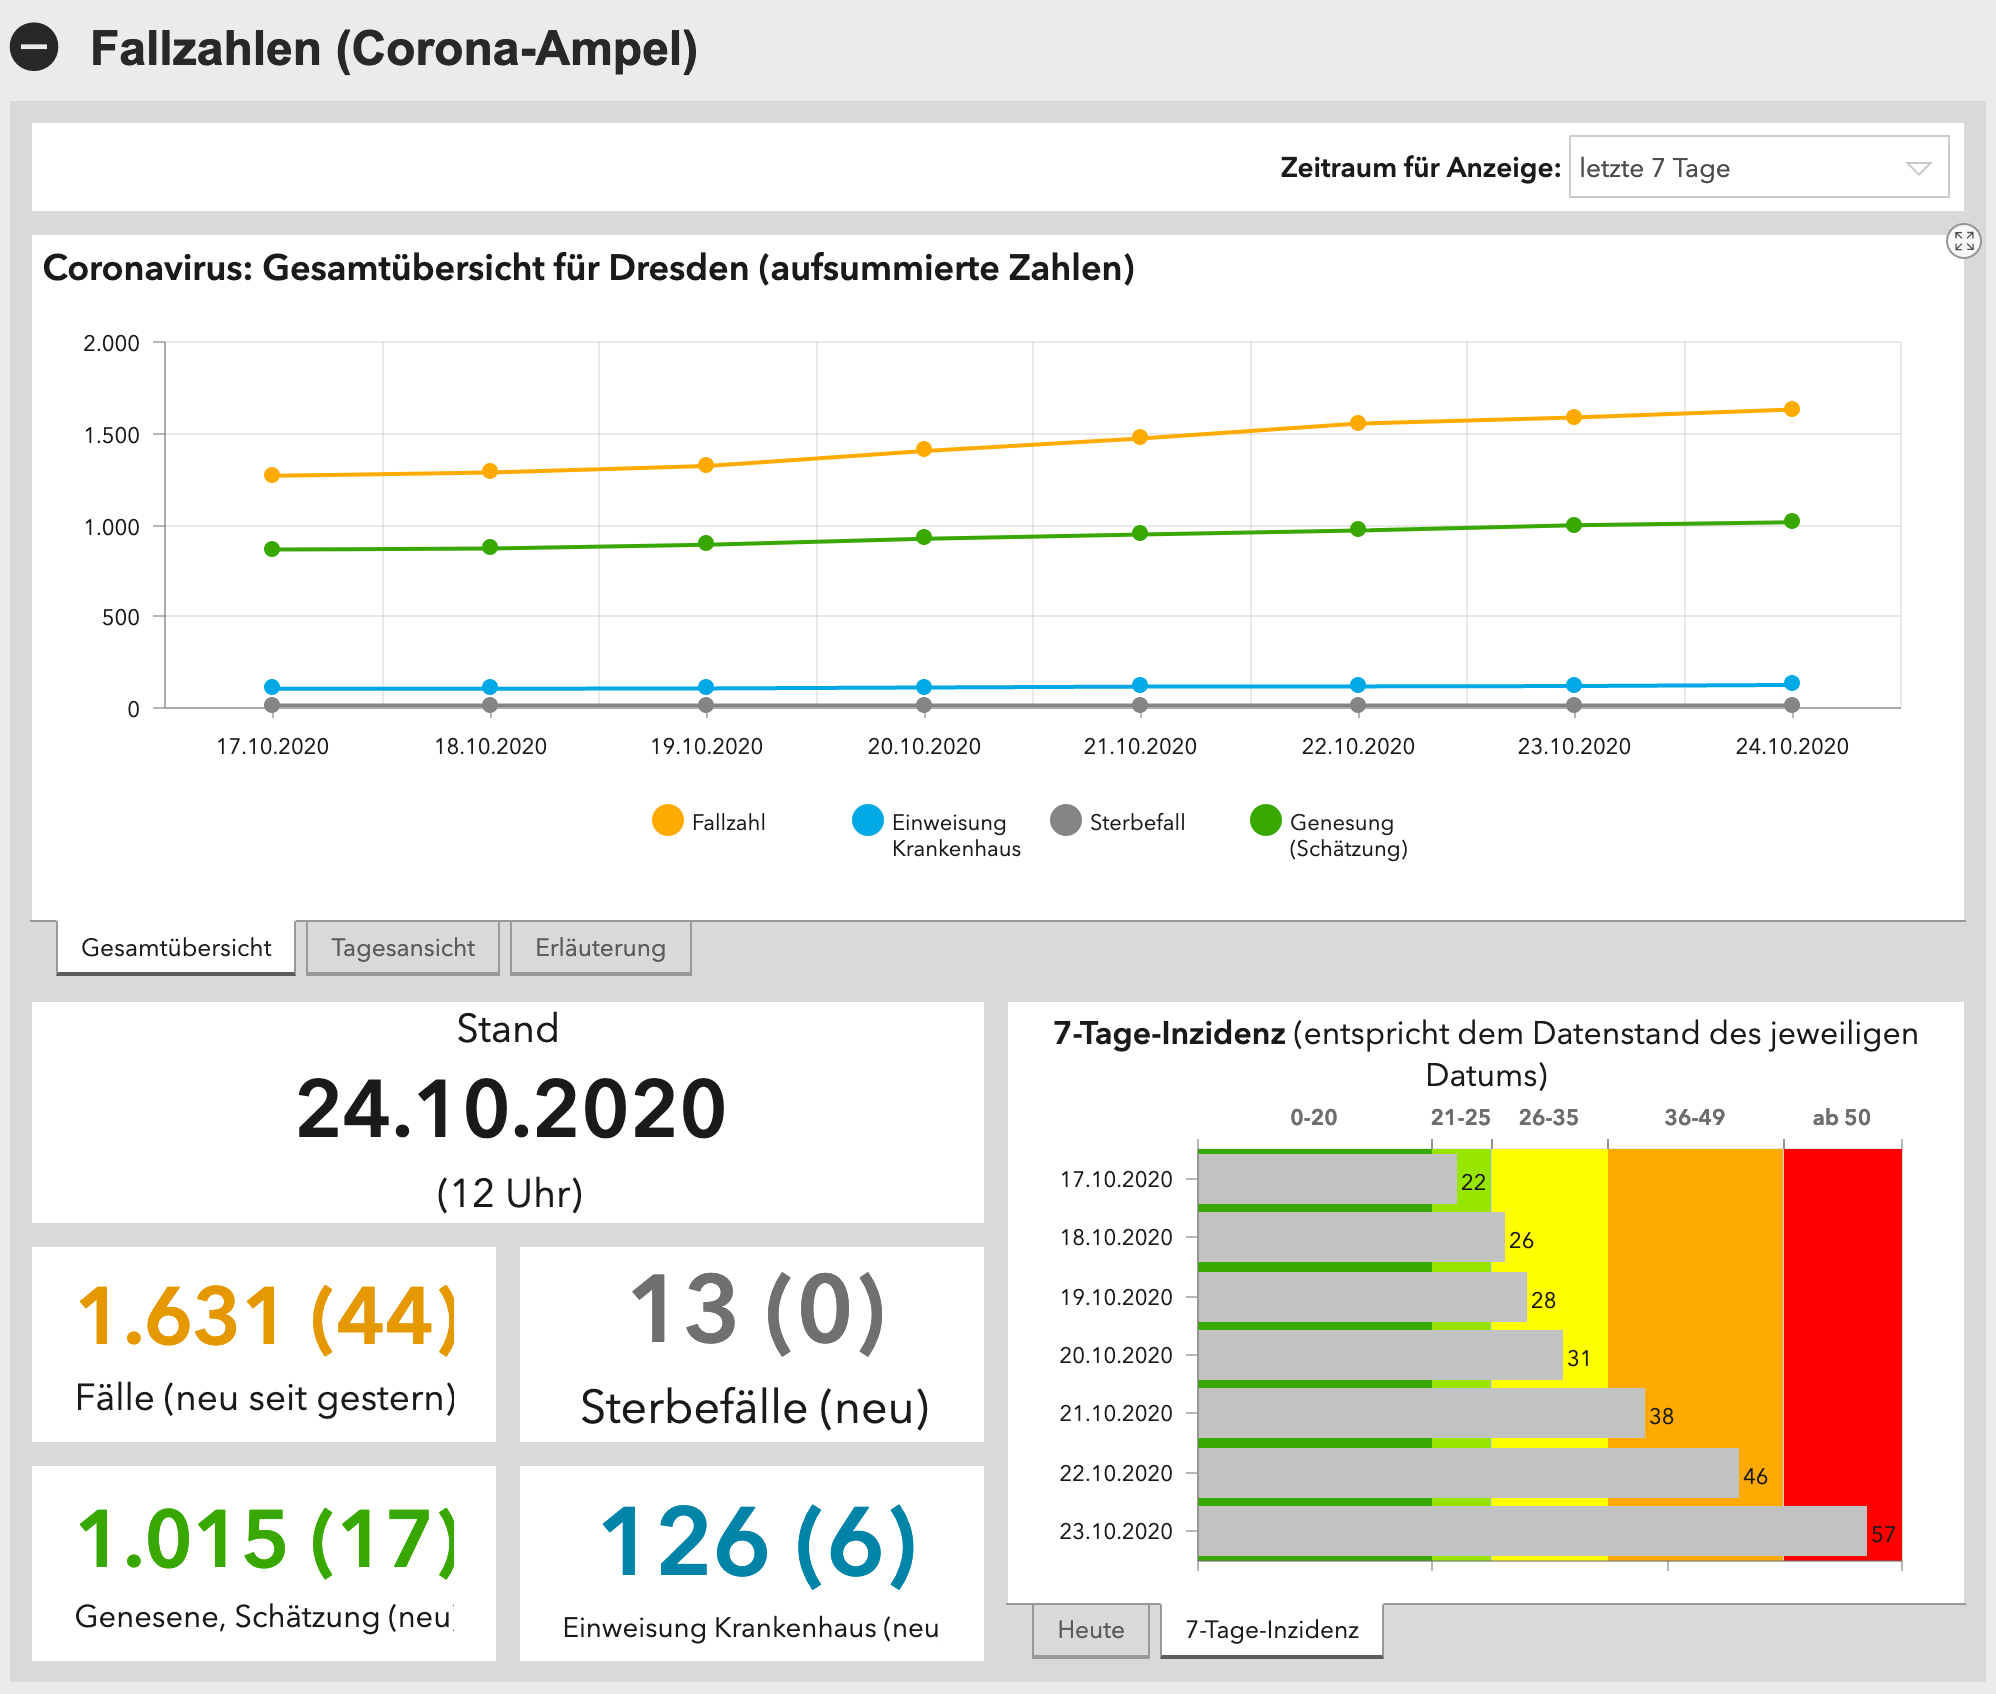 Fallzahlen (Corona-Ampel)
Zeitraum für Anzeige: letzte 7 Tage
Coronavirus: Gesamtübersicht für Dresden (aufsummierte Zahlen)
2.000
1.500
1.000
500
0
17.10.2020 18.10.2020 19.10.2020 20.10.2020 21.10.2020 22.10.2020 23.10.2020 24.10.2020
Fallzahl
Einweisung
Krankenhaus
Sterbefall
Genesung
(Schätzung)
Gesamtübersicht Tagesansicht Erläuterung
Stand
24.10.2020
(12 Uhr)
1.631 (44)
Fälle (neu seit gestern)
13 (0)
Sterbefälle (neu)
1.015 (17)
Genesene, Schätzung (neu)
126 (6)
Einweisung Krankenhaus (neu
7-Tage-Inzidenz (entspricht dem Datenstand des jeweiligen
Datums)
0-20 21-25 26-35 36-49 ab 50
17.10.2020 22
18.10.2020 26
19.10.2020 28
20.10.2020 31
21.10.2020 38
22.10.2020 46
23.10.2020 57
Heute 7-Tage-Inzidenz